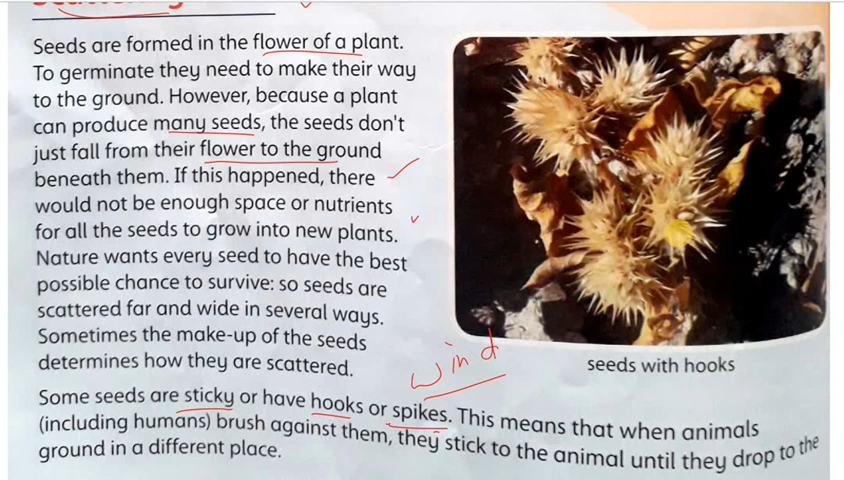 Seeds are formed in the flower of a plant.
To germinate they need to make their way
to the ground. However, because a plant
can produce many seeds, the seeds don't
just fall from their flower to the ground
beneath them. If this happened, there
would not be enough space or nutrients
for all the seeds to grow into new plants.
Nature wants every seed to have the best
possible chance to survive: so seeds are
scattered far and wide in several ways.
Sometimes the make-up of the seeds
determines how they are scattered.
seeds with hooks
wind
Some seeds are sticky or have hooks or spikes. This means that when animals
(including humans) brush against them, they stick to the animal until they drop to the
ground in a different place.